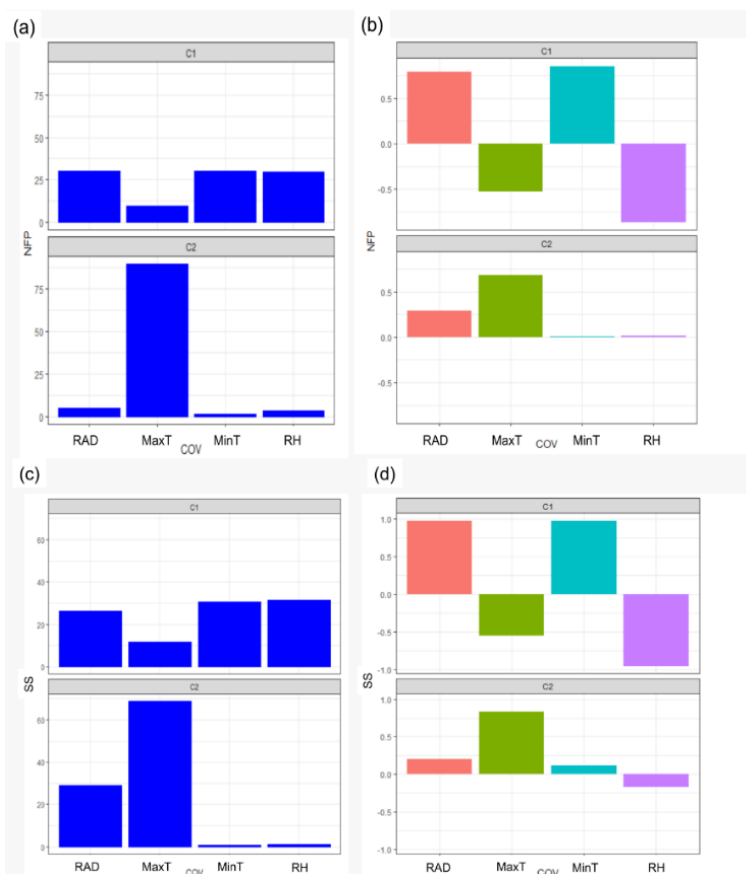 (a)
C1
75
50
25
0
NFP
C2
75
50
25
0
RAD MaxT MinT RH
COV
(b)
C1
0.5
0.0
-0.5
NFP
C2
0.5
0.0
-0.5
RAD MaxT MinT RH
COV
(c)
C1
60
40
20
0
SS
C2
60
40
20
0
RAD MaxT MinT RH
COV
(d)
C1
1.0
0.5
0.0
-0.5
-1.0
SS
C2
1.0
0.5
0.0
-0.5
-1.0
RAD MaxT MinT RH
COV